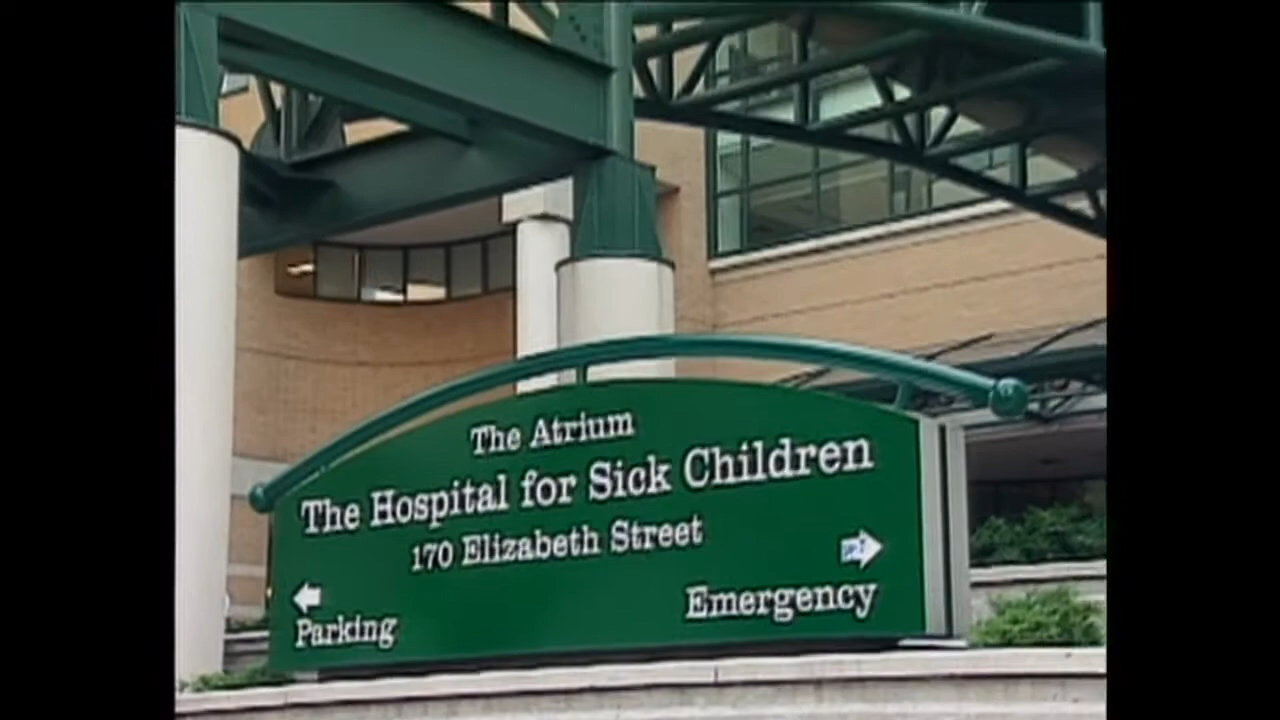 The Atrium
The Hospital for Sick Children
170 Elizabeth Street
Parking
Emergency